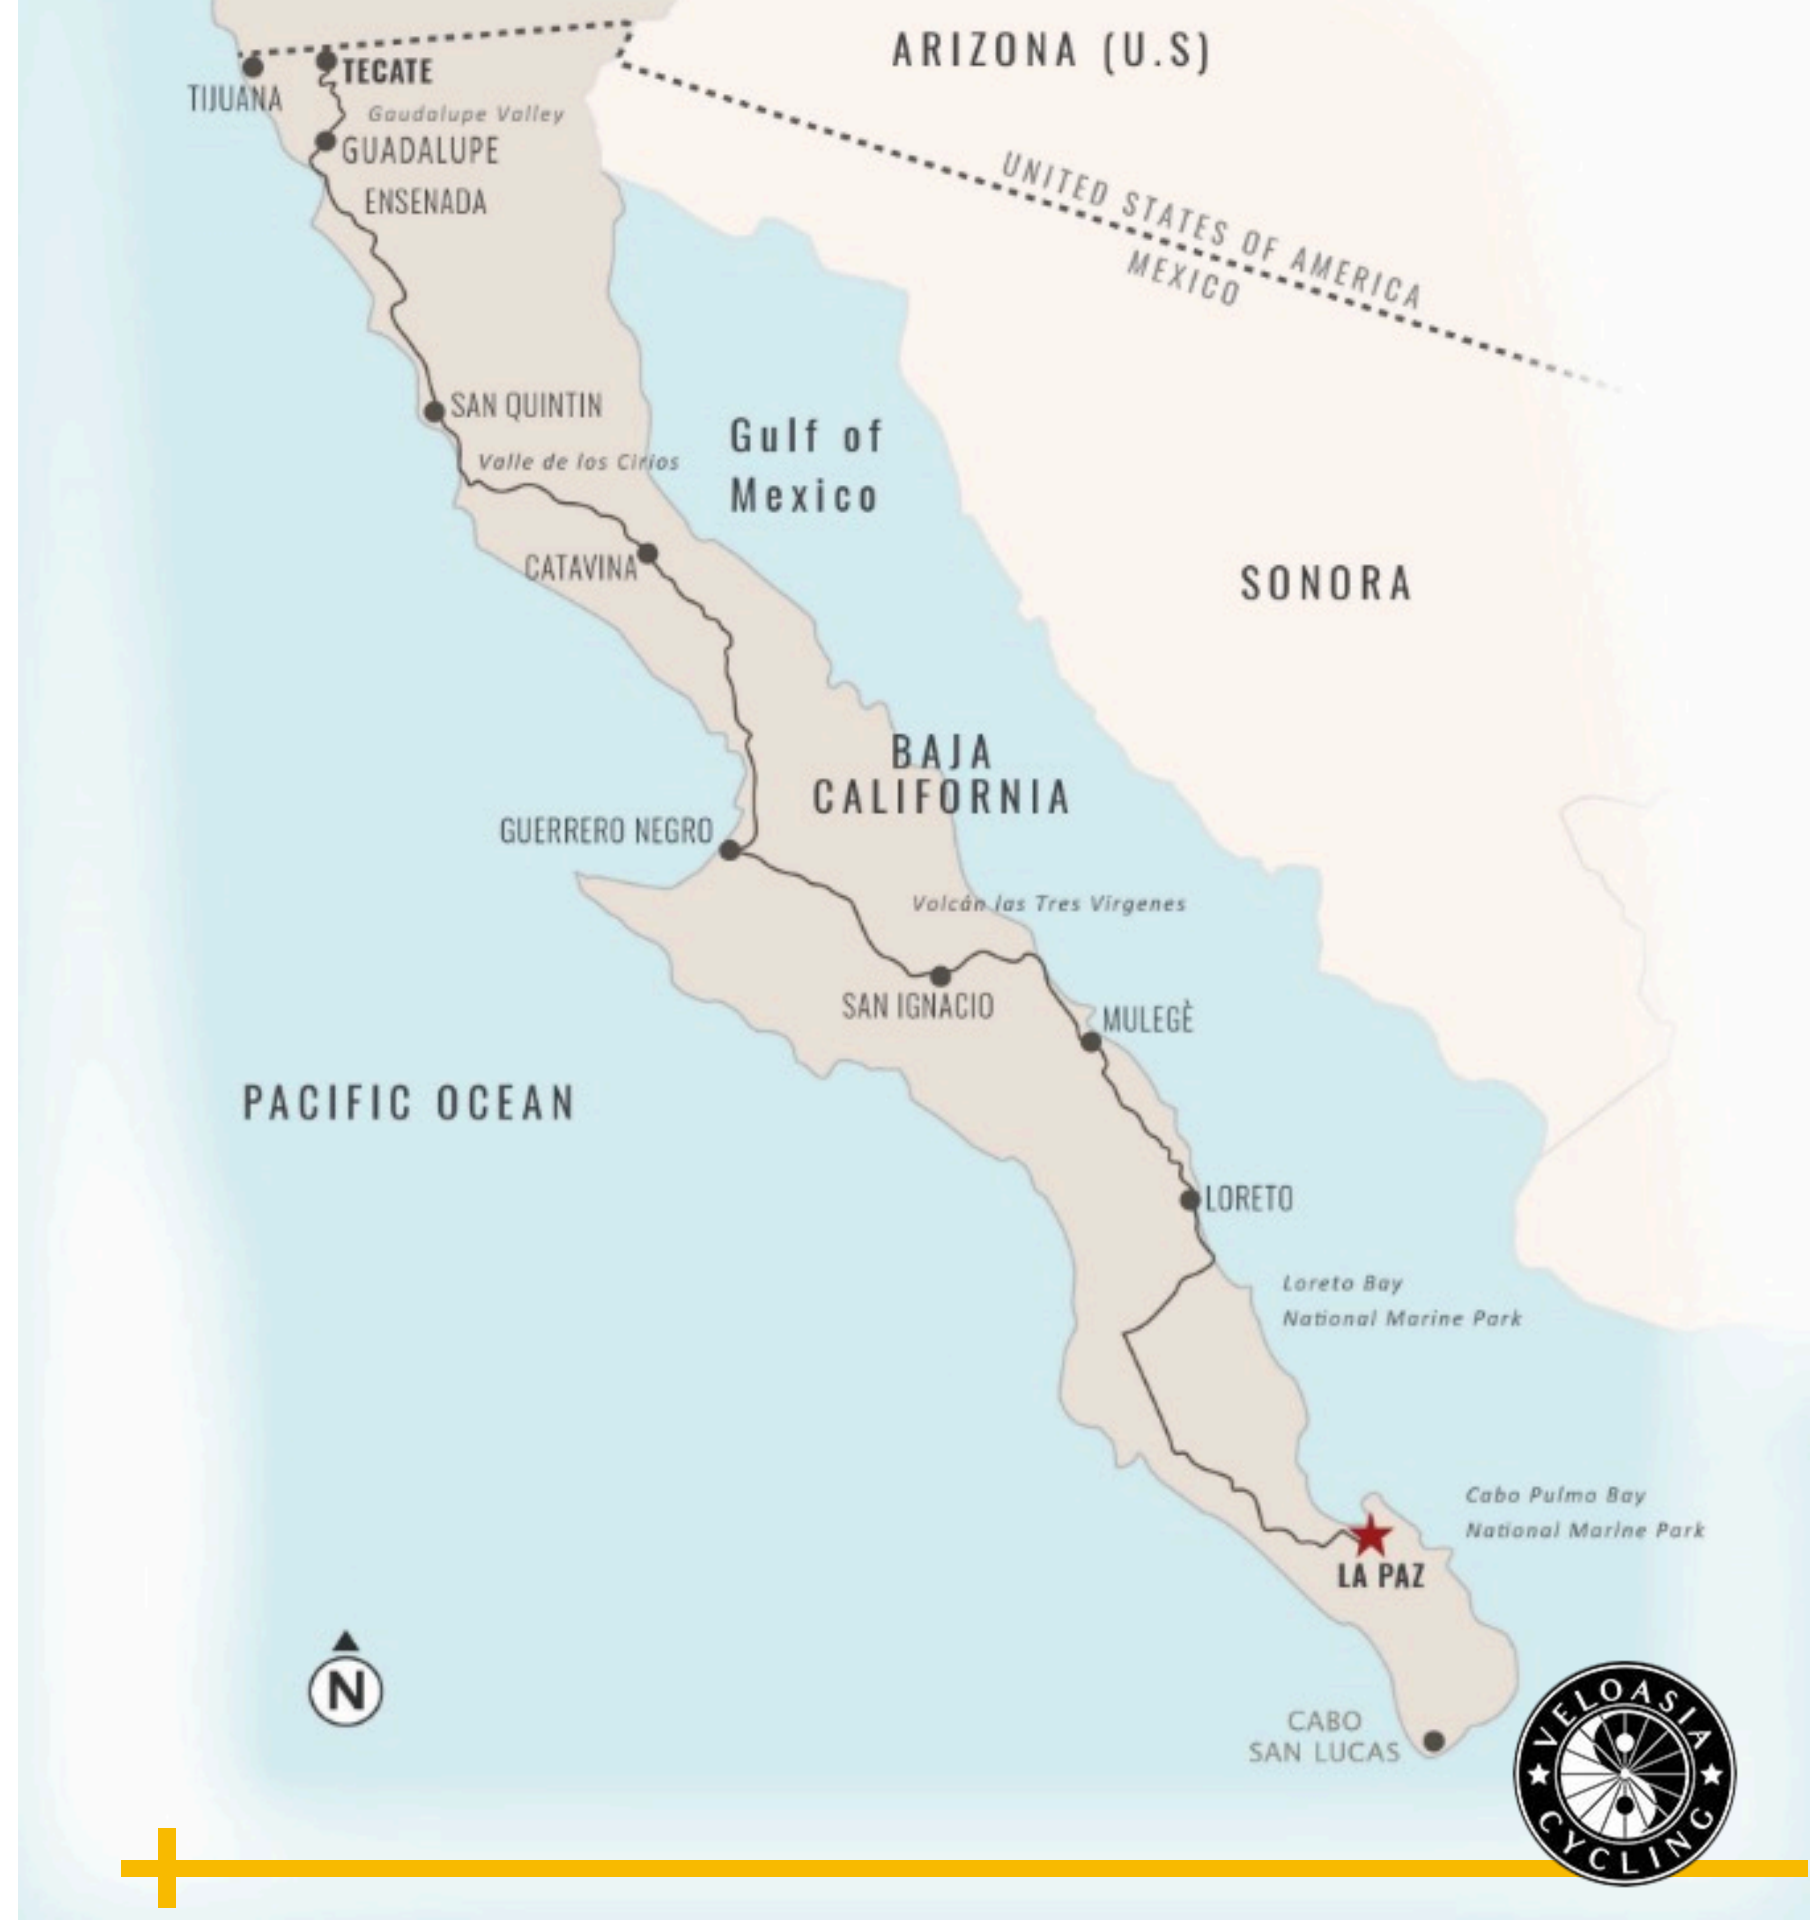 ARIZONA (U.S)
TIJUANA
TECATE
Gaudalupe Valley
GUADALUPE
ENSENADA
UNITED STATES OF AMERICA
MEXICO
SAN QUINTIN
Gulf of
Mexico
Valle de los Cirios
CATAVINA
SONORA
BAJA
CALIFORNIA
GUERRERO NEGRO
Volcán las Tres Virgenes
SAN IGNACIO
MULEGÈ
PACIFIC OCEAN
LORETO
Loreto Bay
National Marine Park
Cabo Pulmo Bay
National Marine Park
LA PAZ
N
CABO
SAN LUCAS
VELOASIA
CYCLING